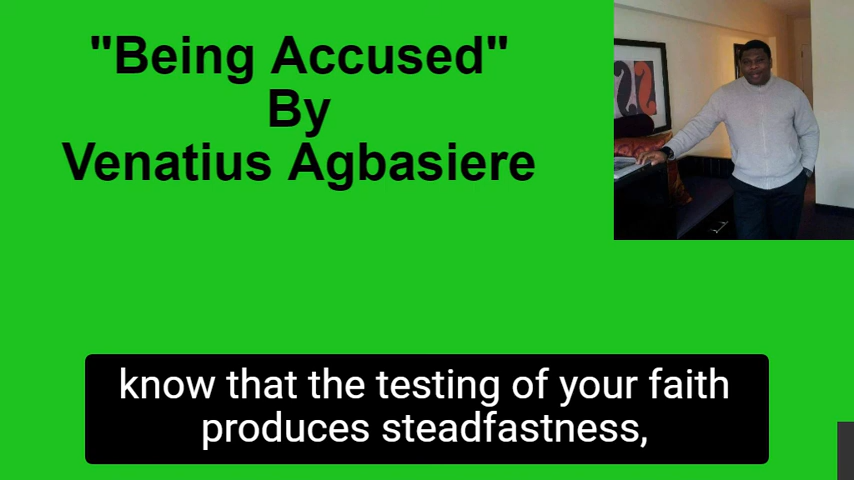 "Being Accused"
By
Venatius Agbasiere
know that the testing of your faith
produces steadfastness,